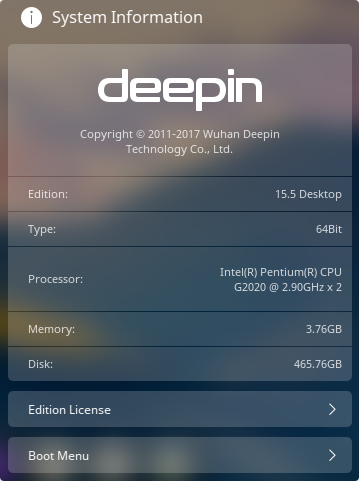 System Information
deepin
Copyright © 2011-2017 Wuhan Deepin
Technology Co., Ltd.
Edition: 15.5 Desktop
Type: 64Bit
Processor: Intel(R) Pentium(R) CPU
G2020 @ 2.90GHz x 2
Memory: 3.76GB
Disk: 465.76GB
Edition License
Boot Menu